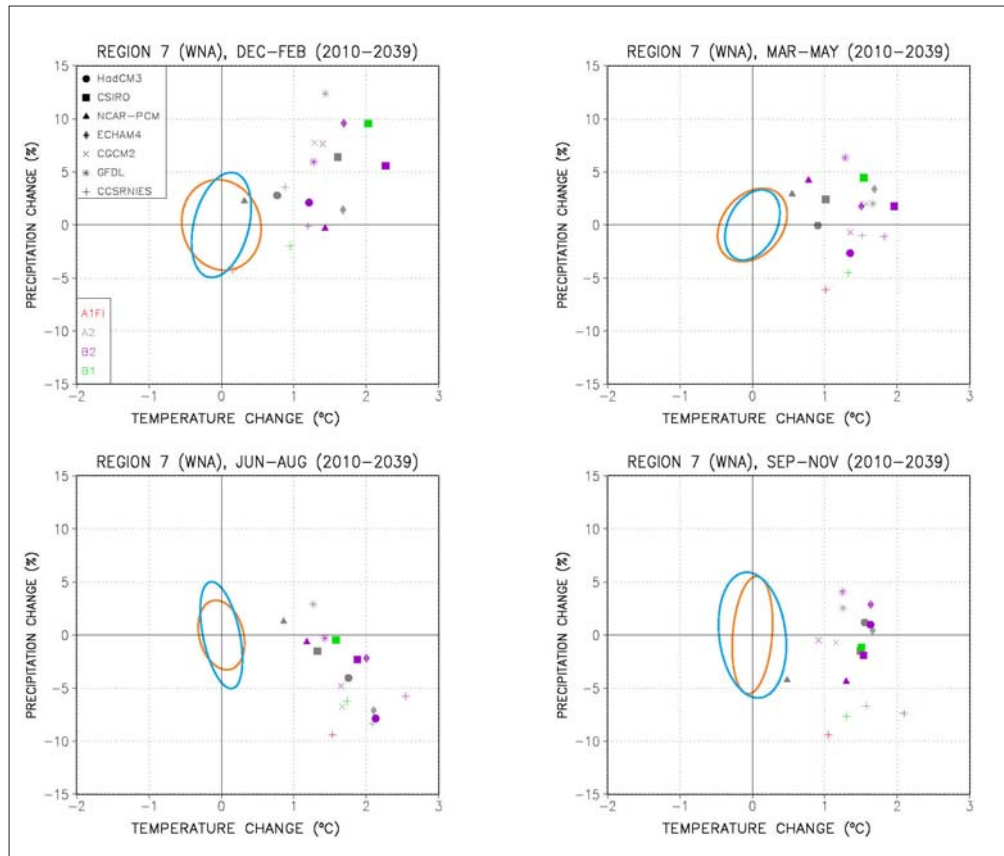 REGION 7 (WNA), DEC-FEB (2010-2039)
PRECIPITATION CHANGE (%)
15
10
5
0
-5
-10
-15
HadCM3
CSIRO
NCAR-PCM
ECHAM4
CGCM2
GFDL
CCSRNIES
A1FI
A2
B2
B1
-2 -1 0 1 2 3
TEMPERATURE CHANGE (ºC)
REGION 7 (WNA), MAR-MAY (2010-2039)
PRECIPITATION CHANGE (%)
15
10
5
0
-5
-10
-15
-2 -1 0 1 2 3
TEMPERATURE CHANGE (ºC)
REGION 7 (WNA), JUN-AUG (2010-2039)
PRECIPITATION CHANGE (%)
15
10
5
0
-5
-10
-15
-2 -1 0 1 2 3
TEMPERATURE CHANGE (ºC)
REGION 7 (WNA), SEP-NOV (2010-2039)
PRECIPITATION CHANGE (%)
15
10
5
0
-5
-10
-15
-2 -1 0 1 2 3
TEMPERATURE CHANGE (ºC)